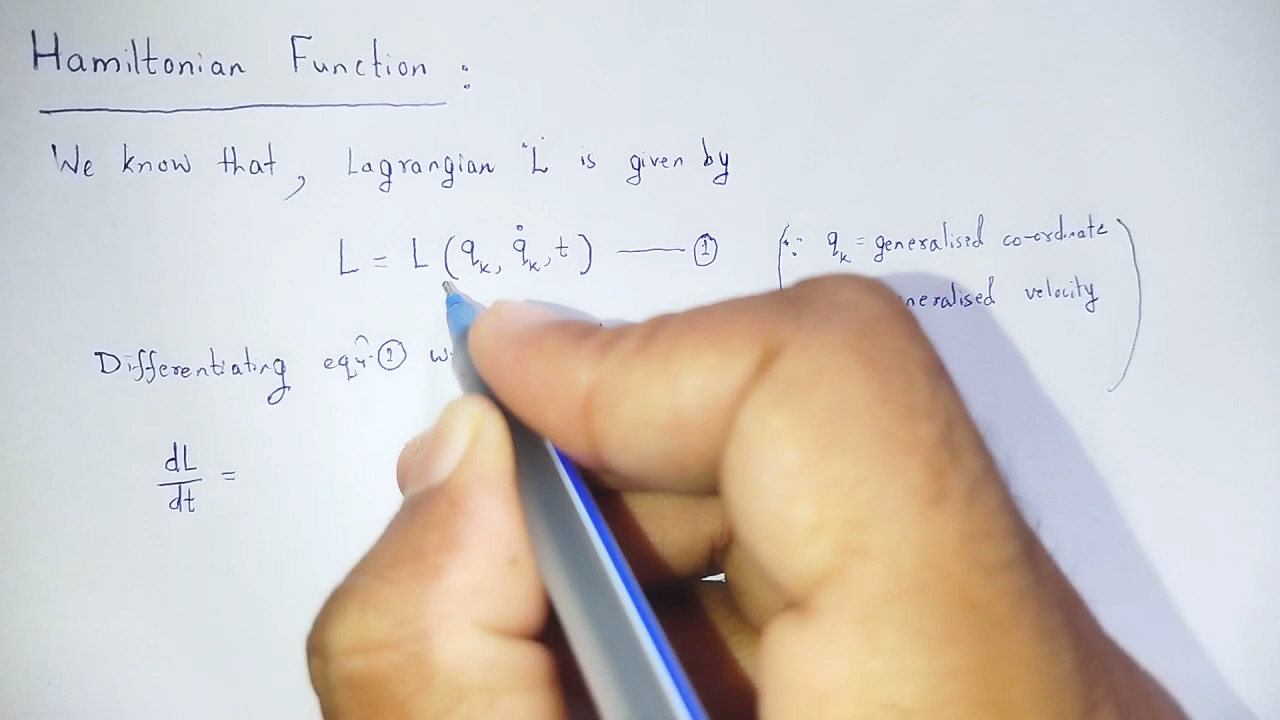 Hamiltonian Function :
We know that, Lagrangian "L" is given by
L = L (qₖ, q̇ₖ, t) —— ①
(∵ qₖ = generalised co-ordinate
velocity)
Differentiating eqn. ①
dL/dt =